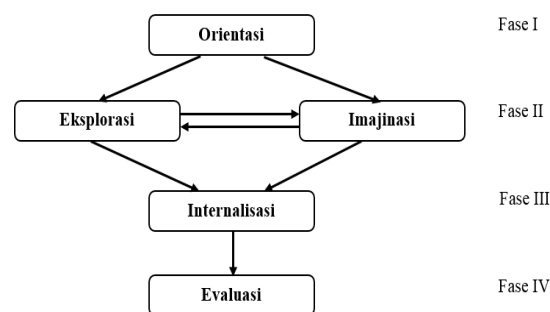 Orientasi
Fase I
Eksplorasi
Imajinasi
Fase II
Internalisasi
Fase III
Evaluasi
Fase IV